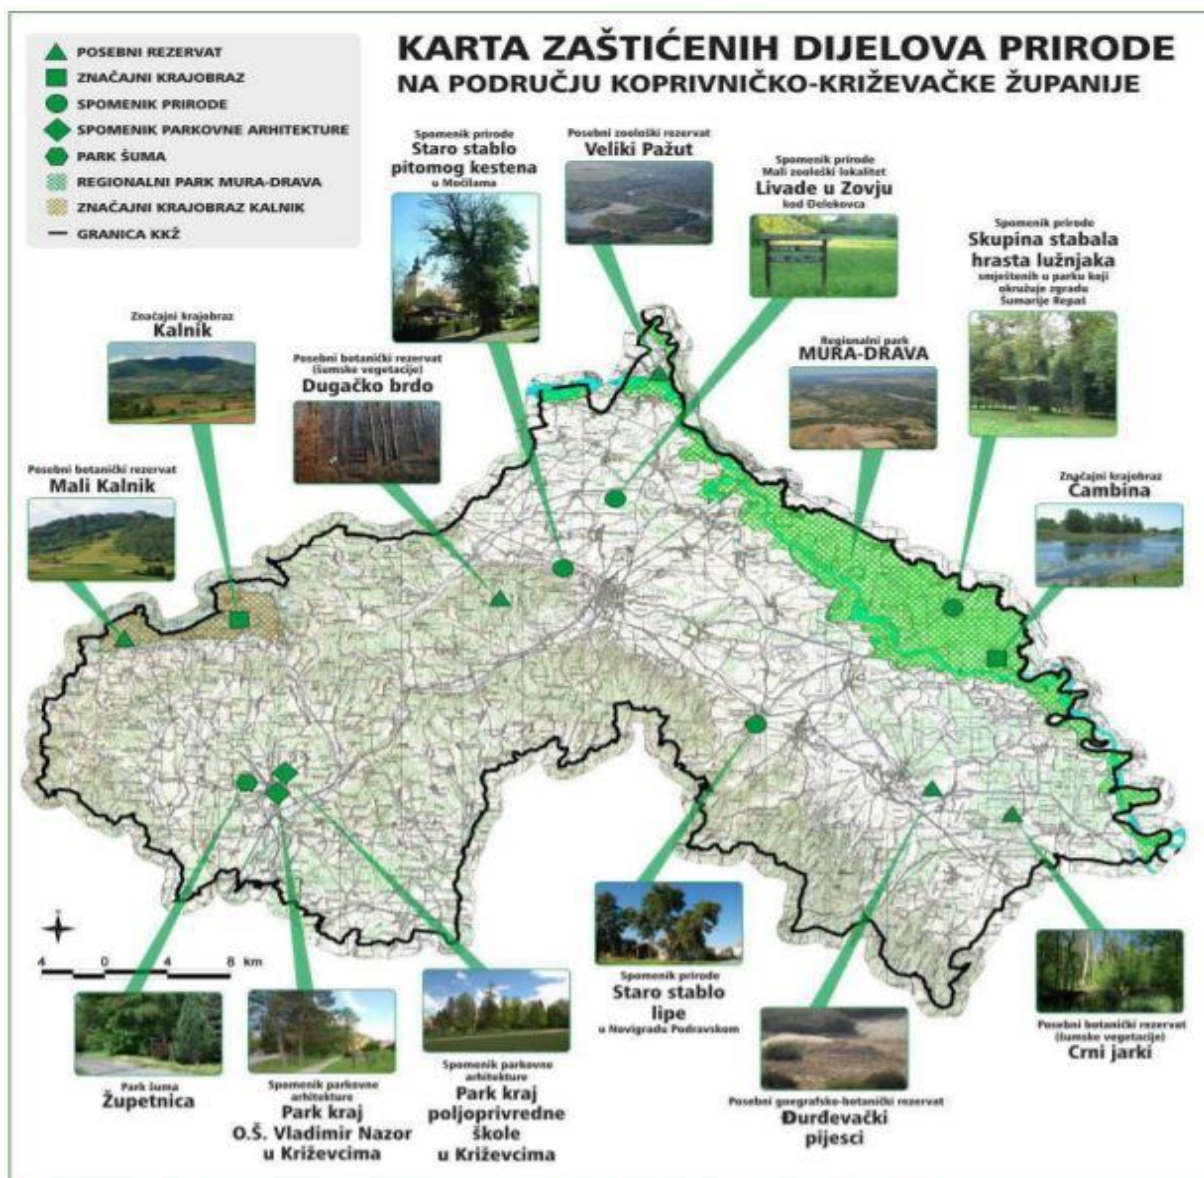 POSEBNI REZERVAT
ZNAČAJNI KRAJOBRAZ
SPOMENIK PRIRODE
SPOMENIK PARKOVNE ARHITEKTURE
PARK ŠUMA
REGIONALNI PARK MURA-DRAVA
ZNAČAJNI KRAJOBRAZ KALNIK
GRANICA KKŽ
KARTA ZAŠTIĆENIH DIJELOVA PRIRODE
NA PODRUČJU KOPRIVNIČKO-KRIŽEVAČKE ŽUPANIJE
Spomenik prirode
Staro stablo
pitomog kestena
u Močilama
Posebni zoološki rezervat
Veliki Pažut
Spomenik prirode
Mali zoološki lokalitet
Livade u Zovju
kod Đelekovca
Spomenik prirode
Skupina stabala
hrasta lužnjaka
smještenih u parku koji
okružuje zgradu
Šumarije Repaš
Značajni krajobraz
Kalnik
Posebni botanički rezervat
(šumske vegetacije)
Dugačko brdo
Regionalni park
MURA-DRAVA
Posebni botanički rezervat
Mali Kalnik
Značajni krajobraz
Čambina
4 0 4 8 km
Park šuma
Župetnica
Spomenik parkovne
arhitekture
Park kraj
O.Š. Vladimir Nazor
u Križevcima
Spomenik parkovne
arhitekture
Park kraj
poljoprivredne
škole
u Križevcima
Spomenik prirode
Staro stablo
lipe
u Novigradu Podravskom
Posebni goegrafsko-botanički rezervat
Đurđevački
pijesci
Posebni botanički rezervat
(šumske vegetacije)
Crni jarki